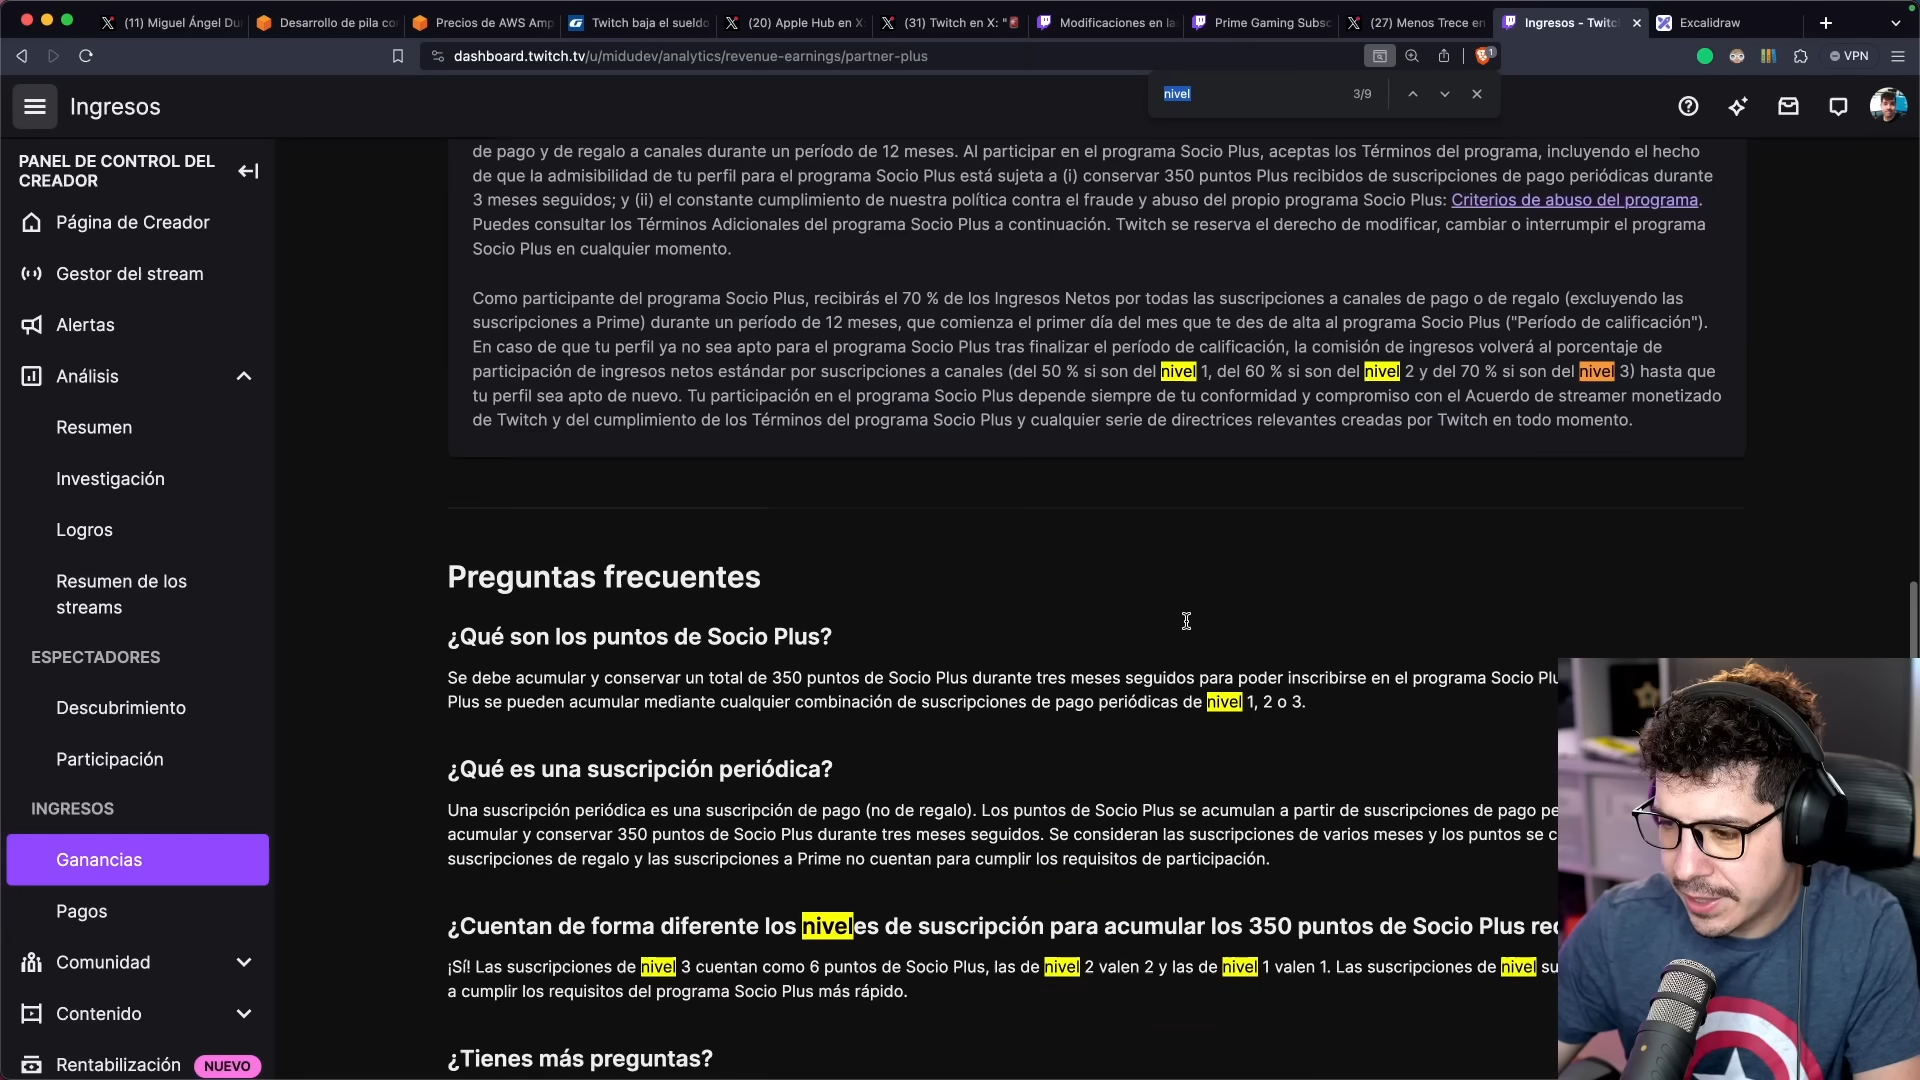 (11) Miguel Ángel Du
Desarrollo de pila co
Precios de AWS Amp
Twitch baja el sueldo
(20) Apple Hub en X
(31) Twitch en X: "
Modificaciones en la
Prime Gaming Subsc
(27) Menos Trece en
Ingresos - Twitc
Excalidraw
dashboard.twitch.tv/u/midudev/analytics/revenue-earnings/partner-plus
1
VPN
nivel
3/9
Ingresos
PANEL DE CONTROL DEL
CREADOR
Página de Creador
Gestor del stream
Alertas
Análisis
Resumen
Investigación
Logros
Resumen de los
streams
ESPECTADORES
Descubrimiento
Participación
INGRESOS
Ganancias
Pagos
Comunidad
Contenido
Rentabilización NUEVO
de pago y de regalo a canales durante un período de 12 meses. Al participar en el programa Socio Plus, aceptas los Términos del programa, incluyendo el hecho
de que la admisibilidad de tu perfil para el programa Socio Plus está sujeta a (i) conservar 350 puntos Plus recibidos de suscripciones de pago periódicas durante
3 meses seguidos; y (ii) el constante cumplimiento de nuestra política contra el fraude y abuso del propio programa Socio Plus: Criterios de abuso del programa.
Puedes consultar los Términos Adicionales del programa Socio Plus a continuación. Twitch se reserva el derecho de modificar, cambiar o interrumpir el programa
Socio Plus en cualquier momento.
Como participante del programa Socio Plus, recibirás el 70 % de los Ingresos Netos por todas las suscripciones a canales de pago o de regalo (excluyendo las
suscripciones a Prime) durante un período de 12 meses, que comienza el primer día del mes que te des de alta al programa Socio Plus ("Período de calificación").
En caso de que tu perfil ya no sea apto para el programa Socio Plus tras finalizar el período de calificación, la comisión de ingresos volverá al porcentaje de
participación de ingresos netos estándar por suscripciones a canales (del 50 % si son del nivel 1, del 60 % si son del nivel 2 y del 70 % si son del nivel 3) hasta que
tu perfil sea apto de nuevo. Tu participación en el programa Socio Plus depende siempre de tu conformidad y compromiso con el Acuerdo de streamer monetizado
de Twitch y del cumplimiento de los Términos del programa Socio Plus y cualquier serie de directrices relevantes creadas por Twitch en todo momento.
Preguntas frecuentes
¿Qué son los puntos de Socio Plus?
Se debe acumular y conservar un total de 350 puntos de Socio Plus durante tres meses seguidos para poder inscribirse en el programa Socio Plu
Plus se pueden acumular mediante cualquier combinación de suscripciones de pago periódicas de nivel 1, 2 o 3.
¿Qué es una suscripción periódica?
Una suscripción periódica es una suscripción de pago (no de regalo). Los puntos de Socio Plus se acumulan a partir de suscripciones de pago pe
acumular y conservar 350 puntos de Socio Plus durante tres meses seguidos. Se consideran las suscripciones de varios meses y los puntos se c
suscripciones de regalo y las suscripciones a Prime no cuentan para cumplir los requisitos de participación.
¿Cuentan de forma diferente los niveles de suscripción para acumular los 350 puntos de Socio Plus req
¡Sí! Las suscripciones de nivel 3 cuentan como 6 puntos de Socio Plus, las de nivel 2 valen 2 y las de nivel 1 valen 1. Las suscripciones de nivel su
a cumplir los requisitos del programa Socio Plus más rápido.
¿Tienes más preguntas?